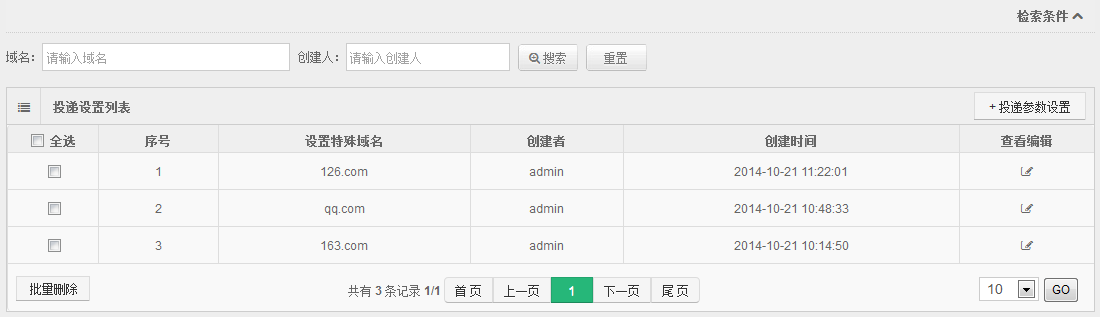 检索条件
域名： 请输入域名 创建人： 请输入创建人 搜索 重置
投递设置列表 + 投递参数设置
全选 序号 设置特殊域名 创建者 创建时间 查看编辑
1 126.com admin 2014-10-21 11:22:01
2 qq.com admin 2014-10-21 10:48:33
3 163.com admin 2014-10-21 10:14:50
批量删除 共有 3 条记录 1/1 首页 上一页 1 下一页 尾页 10 GO